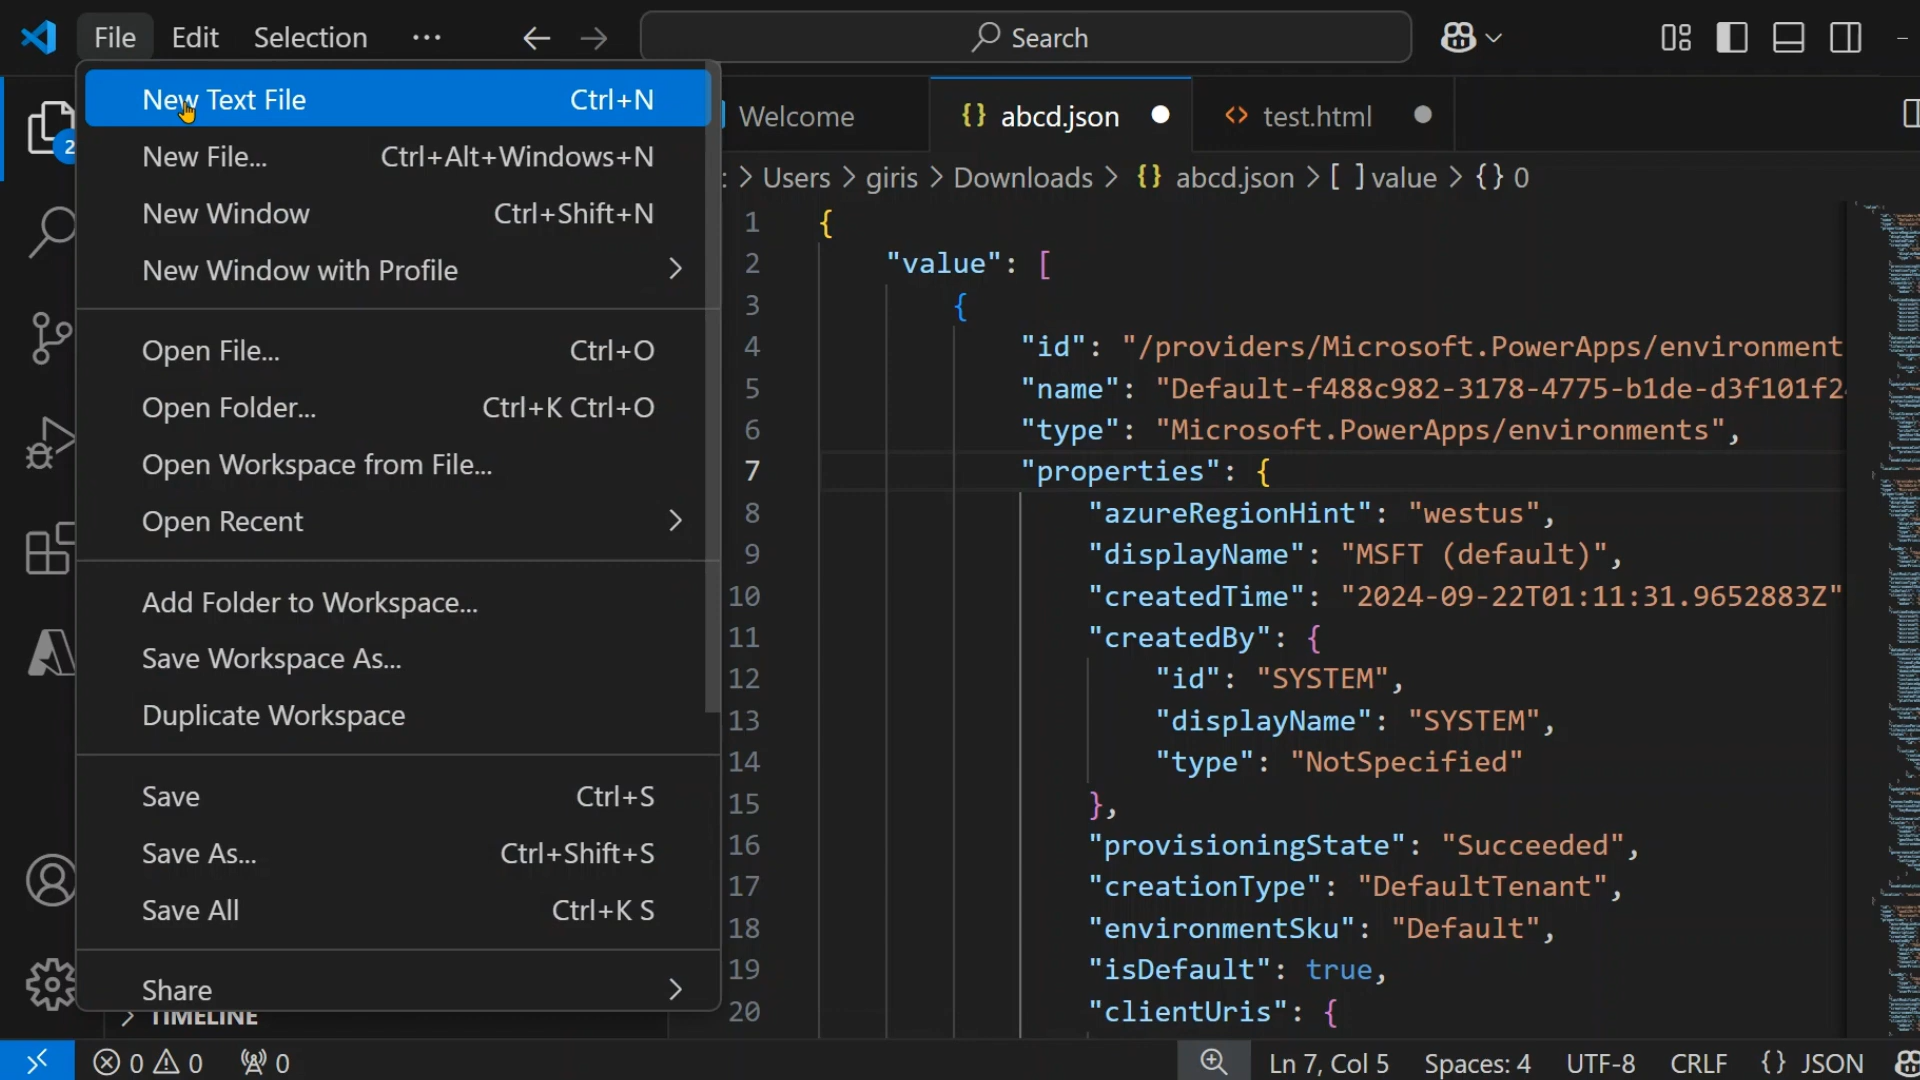 File Edit Selection ··· Search
New Text File Ctrl+N
New File... Ctrl+Alt+Windows+N
New Window Ctrl+Shift+N
New Window with Profile
Open File... Ctrl+O
Open Folder... Ctrl+K Ctrl+O
Open Workspace from File...
Open Recent
Add Folder to Workspace...
Save Workspace As...
Duplicate Workspace
Save Ctrl+S
Save As... Ctrl+Shift+S
Save All Ctrl+K S
Share
TIMELINE
2
Welcome {} abcd.json <> test.html
: > Users > giris > Downloads > {} abcd.json > [ ] value > {} 0
1 {
2 "value": [
3 {
4 "id": "/providers/Microsoft.PowerApps/environment
5 "name": "Default-f488c982-3178-4775-b1de-d3f101f2
6 "type": "Microsoft.PowerApps/environments",
7 "properties": {
8 "azureRegionHint": "westus",
9 "displayName": "MSFT (default)",
10 "createdTime": "2024-09-22T01:11:31.9652883Z"
11 "createdBy": {
12 "id": "SYSTEM",
13 "displayName": "SYSTEM",
14 "type": "NotSpecified"
15 },
16 "provisioningState": "Succeeded",
17 "creationType": "DefaultTenant",
18 "environmentSku": "Default",
19 "isDefault": true,
20 "clientUris": {
0 0 0 Ln 7, Col 5 Spaces: 4 UTF-8 CRLF {} JSON